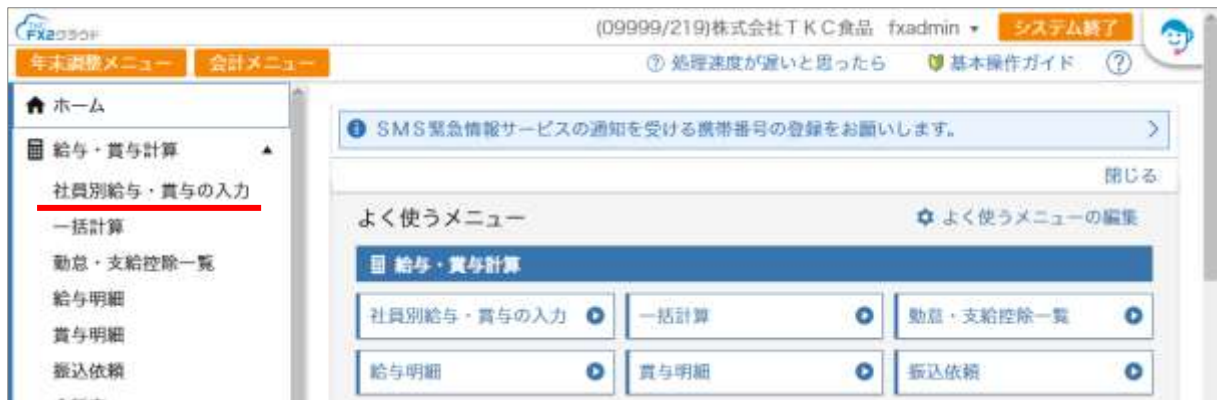 FX2クラウド
(09999/219)株式会社ＴＫＣ食品 fxadmin
システム終了
年末調整メニュー 会計メニュー
処理速度が遅いと思ったら 基本操作ガイド ?
ホーム
SMS緊急情報サービスの通知を受ける携帯番号の登録をお願いします。
給与・賞与計算
閉じる
社員別給与・賞与の入力
よく使うメニュー
よく使うメニューの編集
一括計算
勤怠・支給控除一覧
給与・賞与計算
給与明細
社員別給与・賞与の入力 一括計算 勤怠・支給控除一覧
賞与明細
振込依頼
給与明細 賞与明細 振込依頼